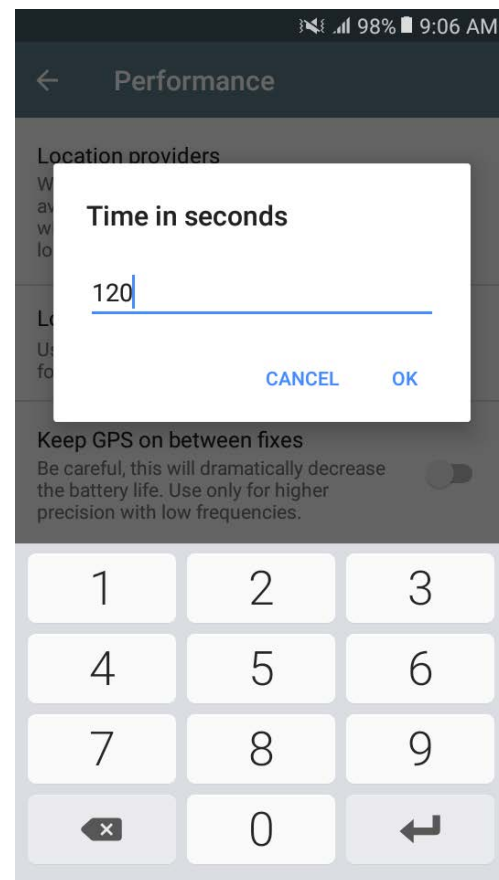 98% 9:06 AM
Performance
Location providers
Time in seconds
120
CANCEL OK
Keep GPS on between fixes
Be careful, this will dramatically decrease
the battery life. Use only for higher
precision with low frequencies.
1 2 3
4 5 6
7 8 9
0